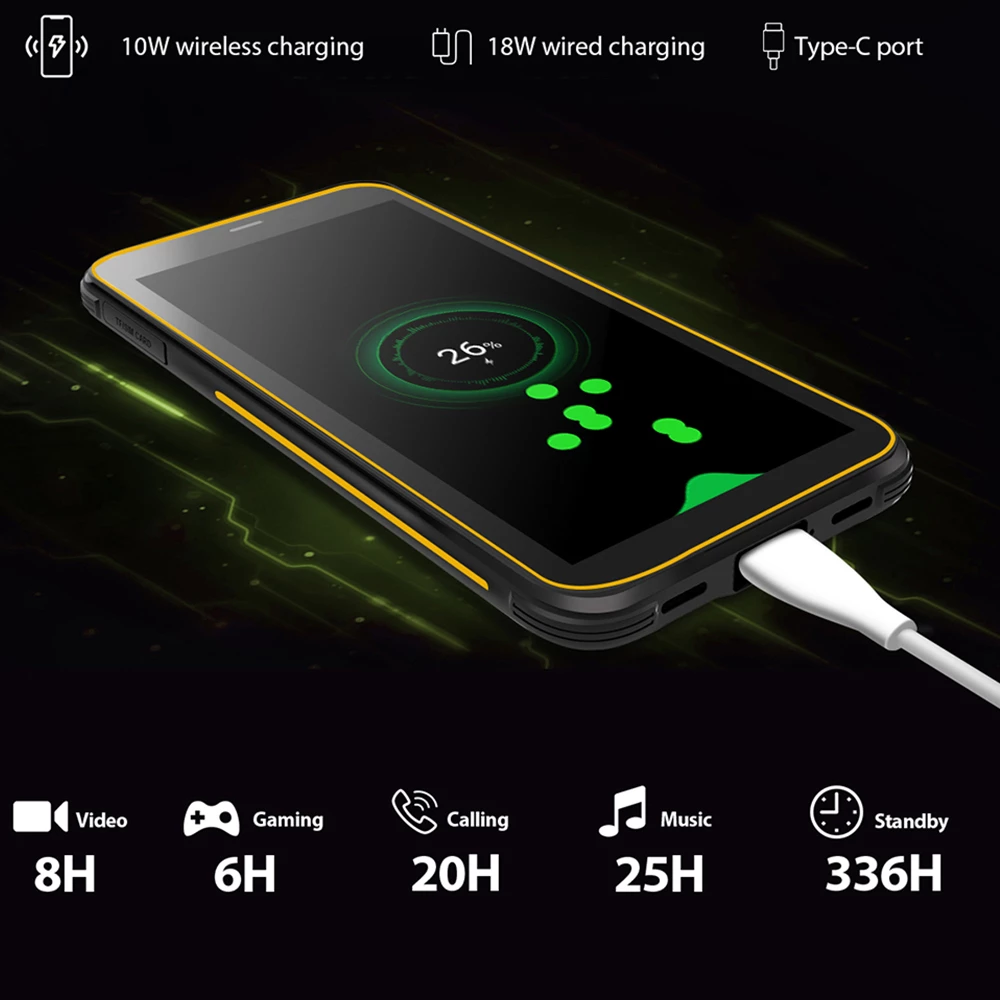 10W wireless charging
18W wired charging
Type-C port
26%
Video
Gaming
Calling
Music
Standby
8H
6H
20H
25H
336H